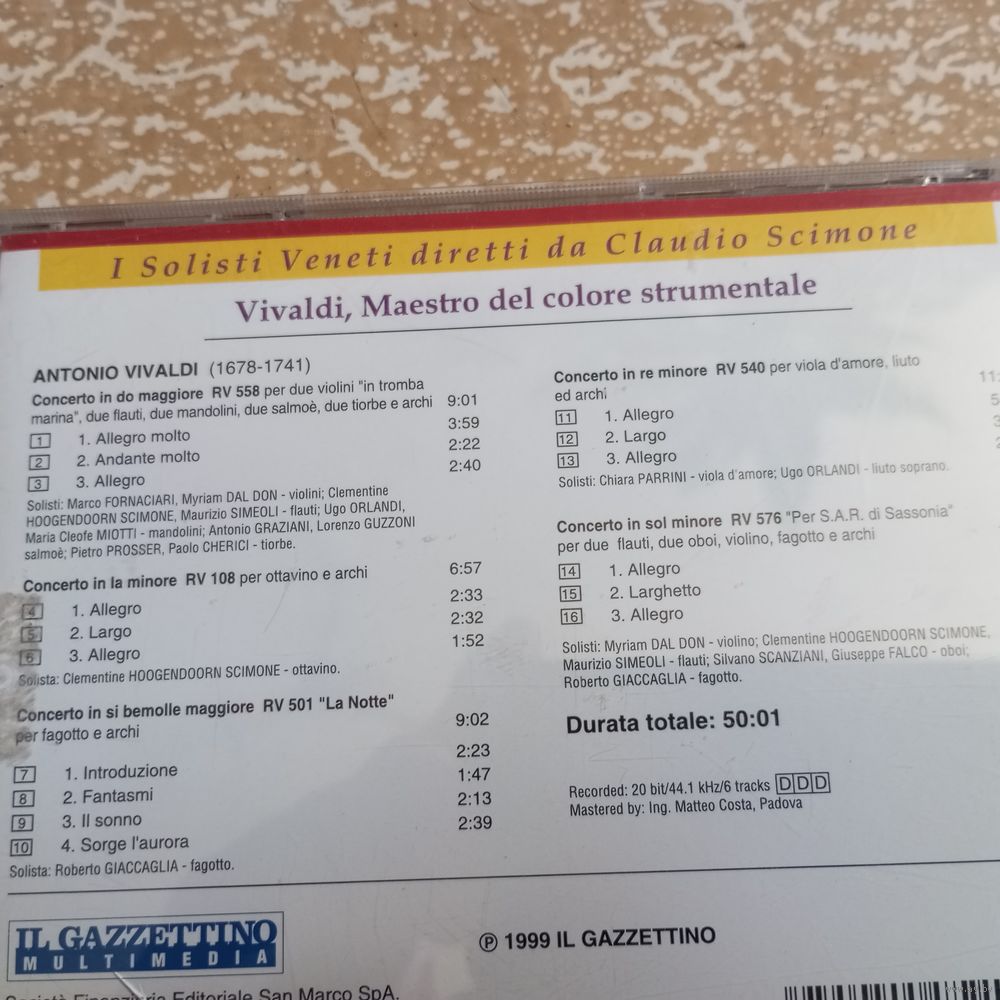 I Solisti Veneti diretti da Claudio Scimone
Vivaldi, Maestro del colore strumentale
ANTONIO VIVALDI (1678-1741)
Concerto in do maggiore RV 558 per due violini "in tromba
marina", due flauti, due mandolini, due salmoè, due tiorbe e archi 9:01
1 1. Allegro molto 3:59
2 2. Andante molto 2:22
3 3. Allegro 2:40
Solisti: Marco FORNACIARI, Myriam DAL DON - violini; Clementine
HOOGENDOORN SCIMONE, Maurizio SIMEOLI - flauti; Ugo ORLANDI,
Maria Cleofe MIOTTI - mandolini; Antonio GRAZIANI, Lorenzo GUZZONI
salmoè; Pietro PROSSER, Paolo CHERICI - tiorbe.
Concerto in la minore RV 108 per ottavino e archi 6:57
4 1. Allegro 2:33
5 2. Largo 2:32
6 3. Allegro 1:52
Solista: Clementine HOOGENDOORN SCIMONE - ottavino.
Concerto in si bemolle maggiore RV 501 "La Notte"
per fagotto e archi 9:02
7 1. Introduzione 2:23
8 2. Fantasmi 1:47
9 3. Il sonno 2:13
10 4. Sorge l'aurora 2:39
Solista: Roberto GIACCAGLIA - fagotto.
Concerto in re minore RV 540 per viola d'amore, liuto
ed archi 11:
11 1. Allegro 5
12 2. Largo 3
13 3. Allegro 2
Solisti: Chiara PARRINI - viola d'amore; Ugo ORLANDI - liuto soprano.
Concerto in sol minore RV 576 "Per S.A.R. di Sassonia"
per due flauti, due oboi, violino, fagotto e archi
14 1. Allegro
15 2. Larghetto
16 3. Allegro
Solisti: Myriam DAL DON - violino; Clementine HOOGENDOORN SCIMONE,
Maurizio SIMEOLI - flauti; Silvano SCANZIANI, Giuseppe FALCO - oboi;
Roberto GIACCAGLIA - fagotto.
Durata totale: 50:01
Recorded: 20 bit/44.1 kHz/6 tracks DDD
Mastered by: Ing. Matteo Costa, Padova
IL GAZZETTINO
MULTIMEDIA
℗ 1999 IL GAZZETTINO
Società Finanziaria Editoriale San Marco SpA.